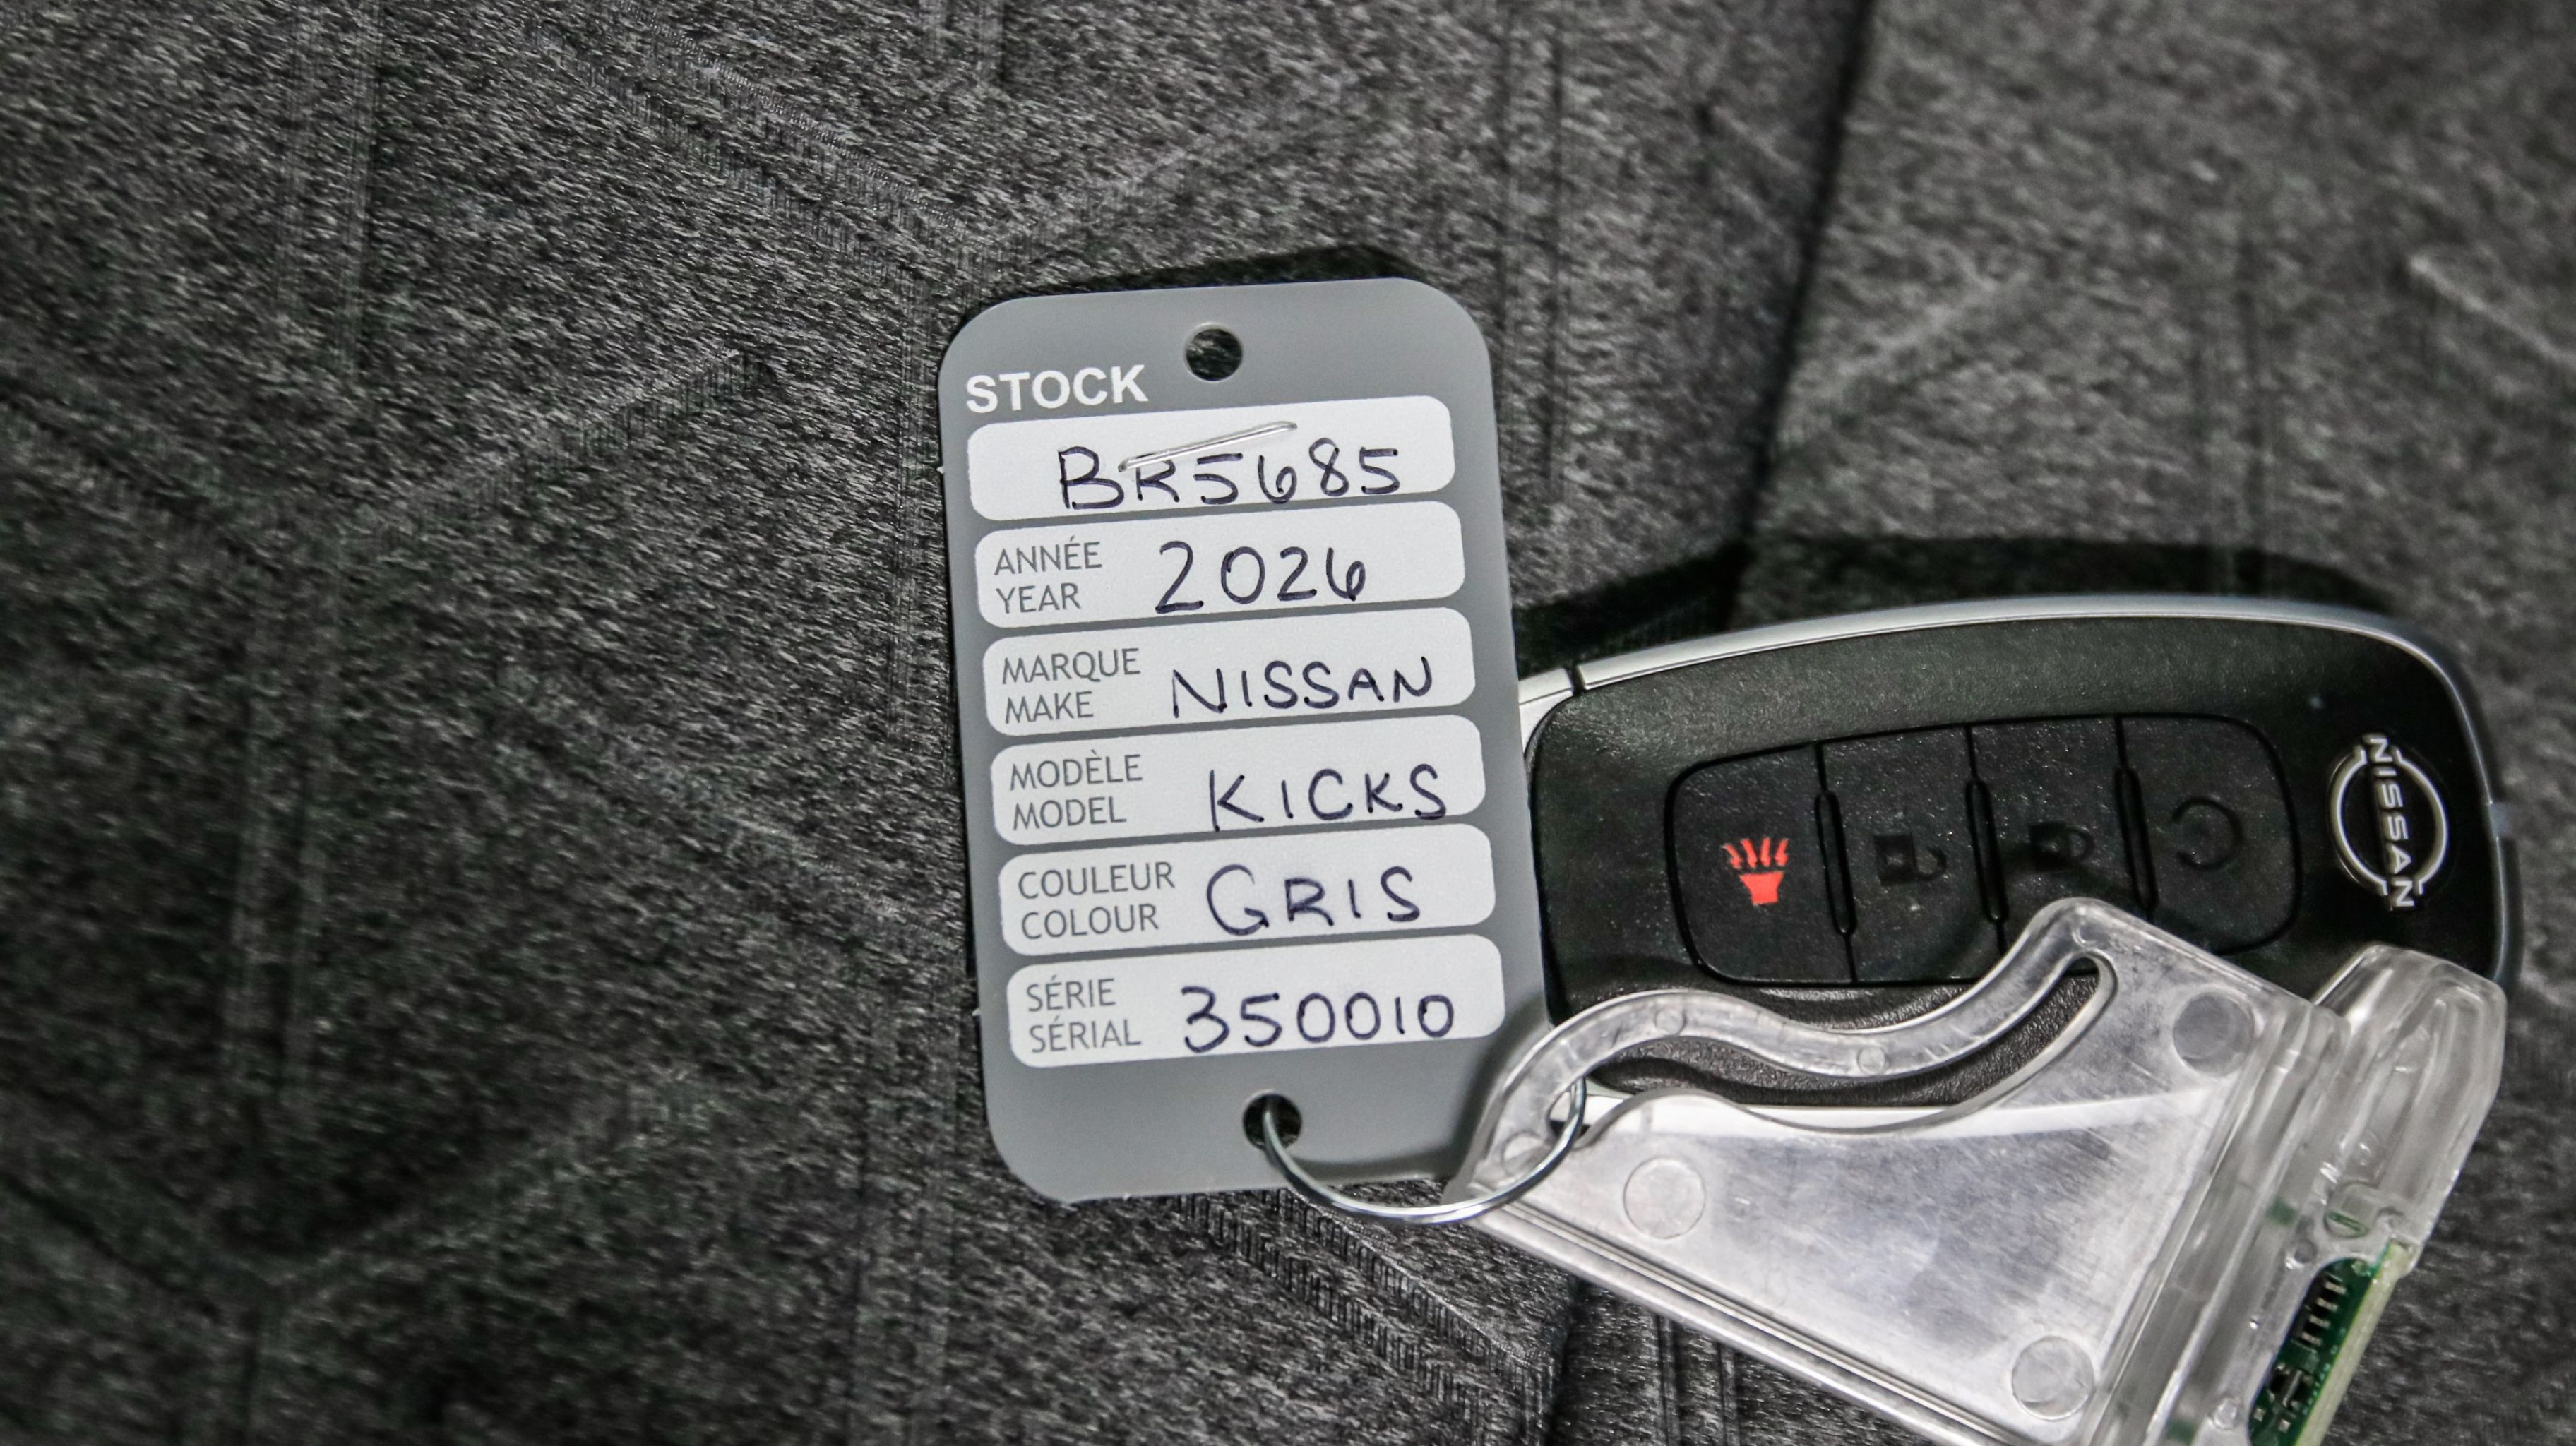 STOCK
BR5685
ANNÉE
YEAR 2026
MARQUE
MAKE NISSAN
MODÈLE
MODEL KICKS
COULEUR
COLOUR GRIS
SÉRIE
SÉRIAL 350010
NISSAN